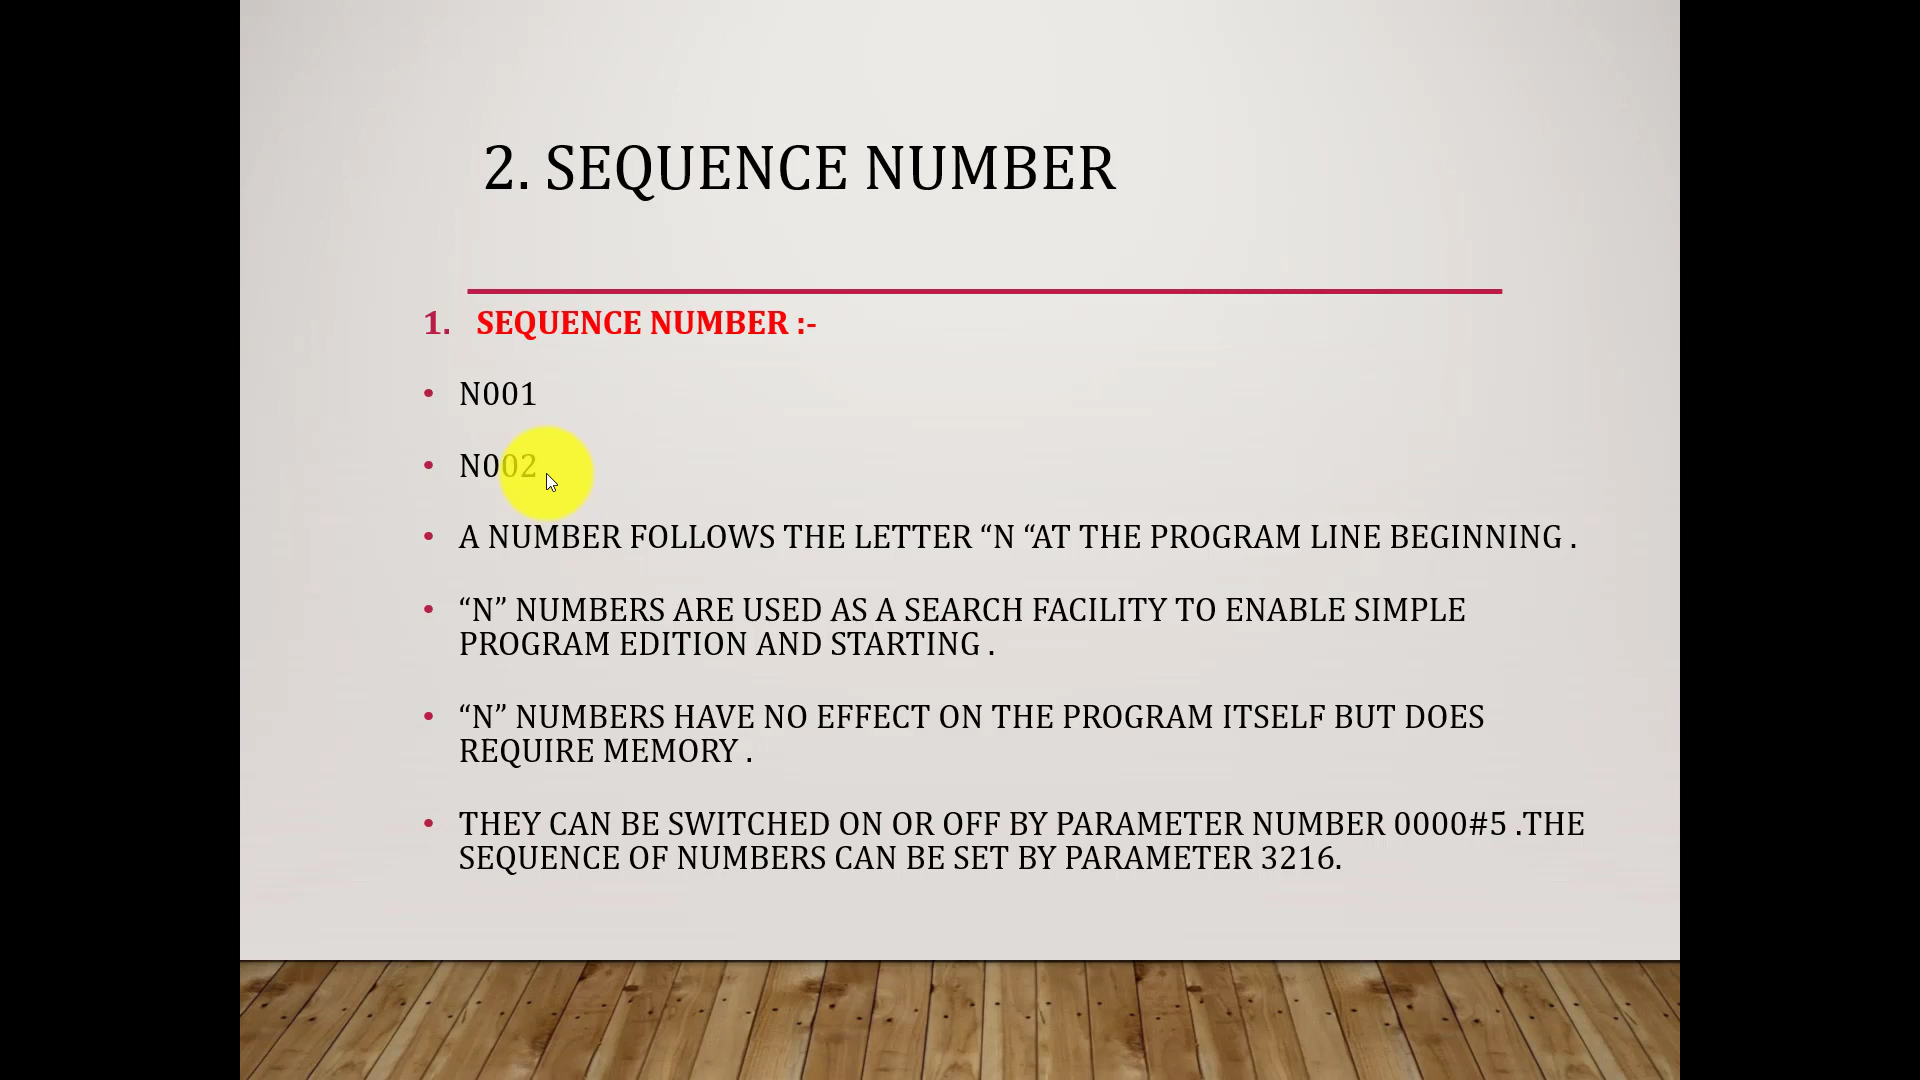 2. SEQUENCE NUMBER
1. SEQUENCE NUMBER :-
• N001
• N002
• A NUMBER FOLLOWS THE LETTER “N “AT THE PROGRAM LINE BEGINNING .
• “N” NUMBERS ARE USED AS A SEARCH FACILITY TO ENABLE SIMPLE
PROGRAM EDITION AND STARTING .
• “N” NUMBERS HAVE NO EFFECT ON THE PROGRAM ITSELF BUT DOES
REQUIRE MEMORY .
• THEY CAN BE SWITCHED ON OR OFF BY PARAMETER NUMBER 0000#5 .THE
SEQUENCE OF NUMBERS CAN BE SET BY PARAMETER 3216.